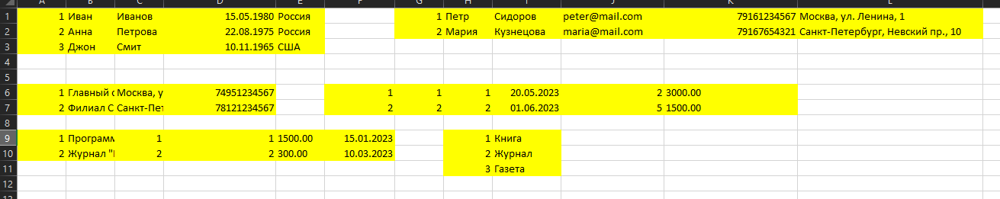 A B C D E F G H I J K L
1 1 Иван Иванов 15.05.1980 Россия 1 Петр Сидоров peter@mail.com 79161234567 Москва, ул. Ленина, 1
2 2 Анна Петрова 22.08.1975 Россия 2 Мария Кузнецова maria@mail.com 79167654321 Санкт-Петербург, Невский пр., 10
3 3 Джон Смит 10.11.1965 США
4
5
6 1 Главный Москва, у 74951234567 1 1 1 20.05.2023 2 3000.00
7 2 Филиал С Санкт-Пет 78121234567 2 2 2 01.06.2023 5 1500.00
8
9 1 Программ 1 1 1500.00 15.01.2023 1 Книга
10 2 Журнал " 2 2 300.00 10.03.2023 2 Журнал
11 3 Газета
12